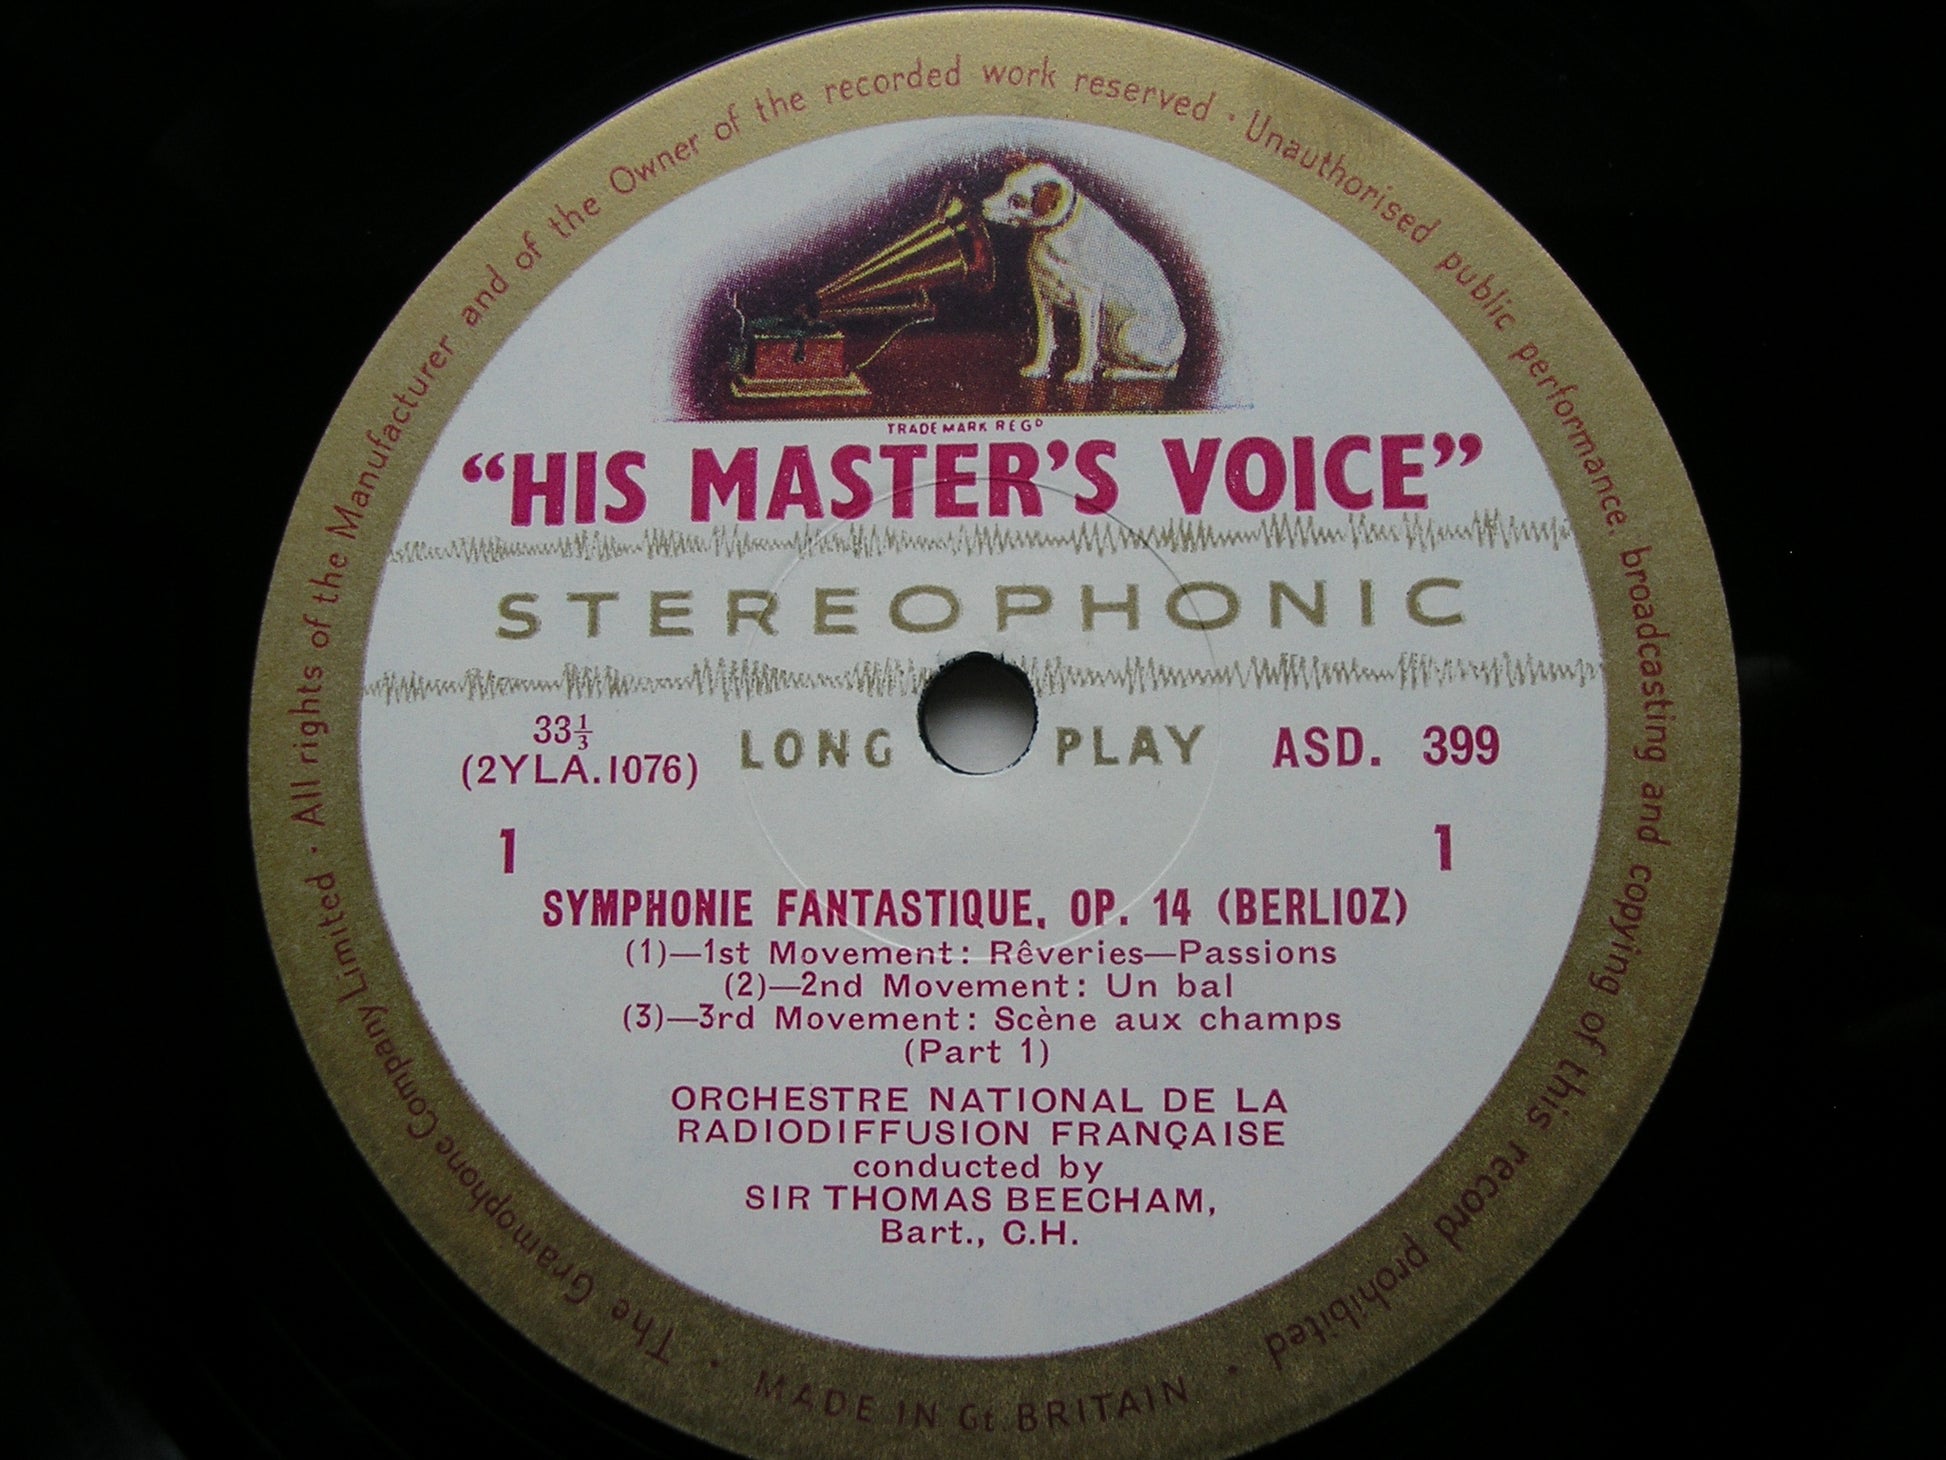 All rights of the Manufacturer and of the Owner of the recorded work reserved · Unauthorised public performance, broadcasting and copying of this record prohibited ·
TRADE MARK REGD
“HIS MASTER’S VOICE”
STEREOPHONIC
33⅓ LONG PLAY ASD. 399
(2YLA.1076)
1 1
SYMPHONIE FANTASTIQUE, OP. 14 (BERLIOZ)
(1)—1st Movement: Rêveries—Passions
(2)—2nd Movement: Un bal
(3)—3rd Movement: Scène aux champs
(Part 1)
ORCHESTRE NATIONAL DE LA
RADIODIFFUSION FRANÇAISE
conducted by
SIR THOMAS BEECHAM,
Bart., C.H.
The Gramophone Company Limited ·
· MADE IN Gt. BRITAIN